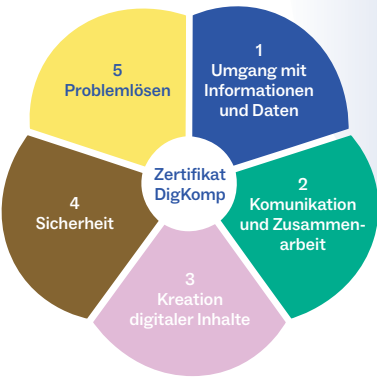 1
Umgang mit
Informationen
und Daten
2
Komunikation
und Zusammen-
arbeit
3
Kreation
digitaler Inhalte
4
Sicherheit
5
Problemlösen
Zertifikat
DigKomp